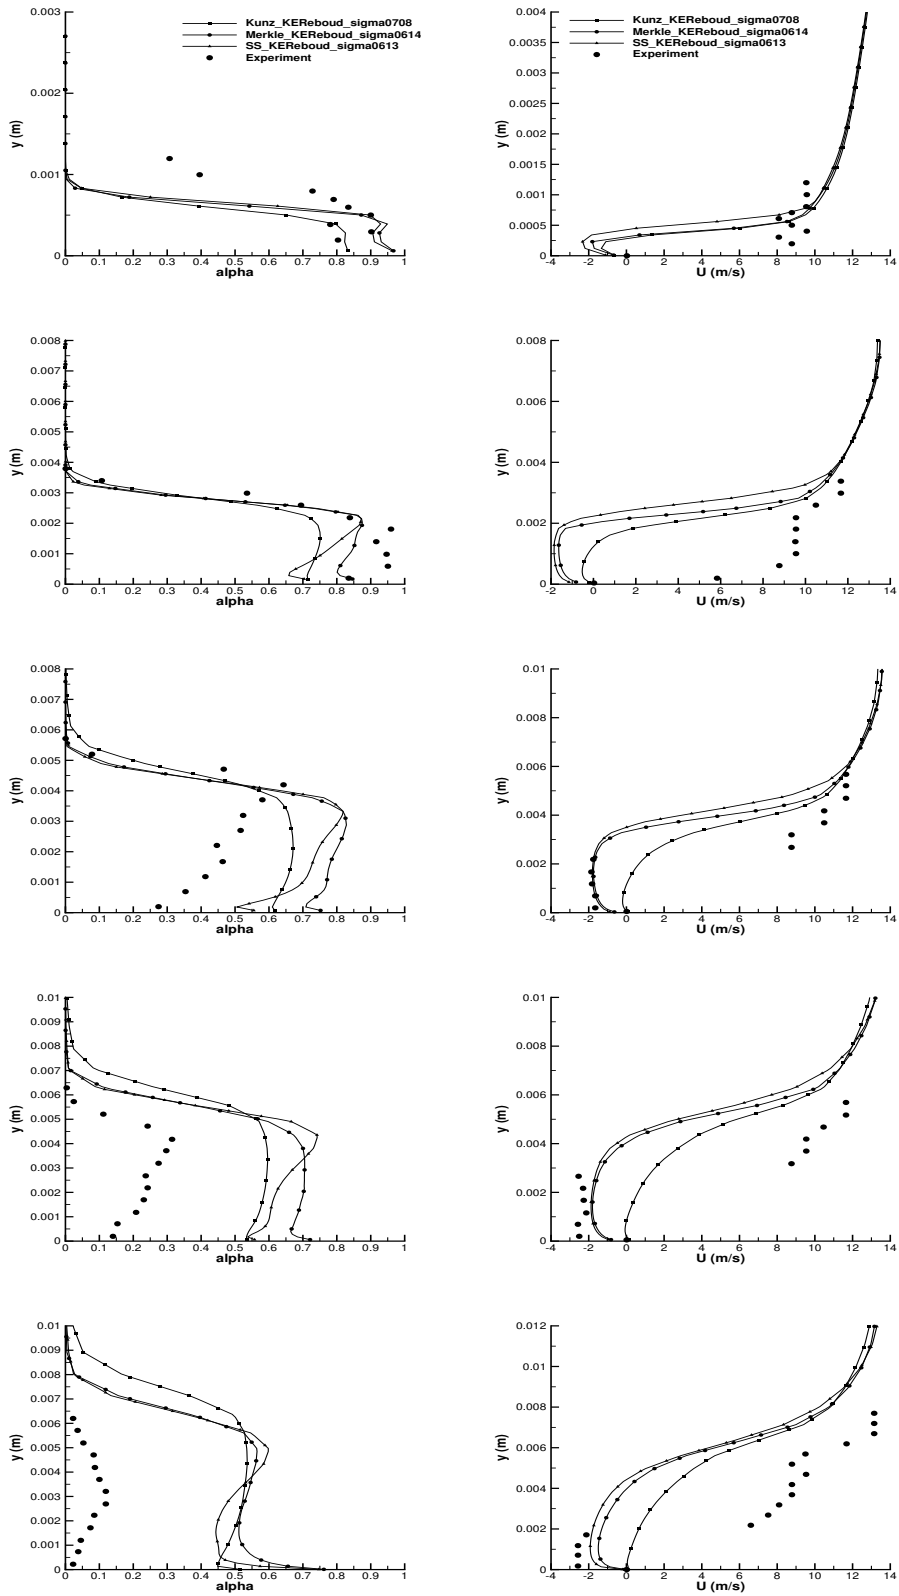 Kunz_KEReboud_sigma0708
Merkle_KEReboud_sigma0614
SS_KEReboud_sigma0613
Experiment
y (m)
0.003
0.002
0.001
0
0 0.1 0.2 0.3 0.4 0.5 0.6 0.7 0.8 0.9 1
alpha
Kunz_KEReboud_sigma0708
Merkle_KEReboud_sigma0614
SS_KEReboud_sigma0613
Experiment
y (m)
0.004
0.0035
0.003
0.0025
0.002
0.0015
0.001
0.0005
0
-4 -2 0 2 4 6 8 10 12 14
U (m/s)
y (m)
0.008
0.007
0.006
0.005
0.004
0.003
0.002
0.001
0
0 0.1 0.2 0.3 0.4 0.5 0.6 0.7 0.8 0.9 1
alpha
y (m)
0.008
0.006
0.004
0.002
0
-2 0 2 4 6 8 10 12 14
U (m/s)
y (m)
0.008
0.007
0.006
0.005
0.004
0.003
0.002
0.001
0
0 0.1 0.2 0.3 0.4 0.5 0.6 0.7 0.8 0.9 1
alpha
y (m)
0.01
0.008
0.006
0.004
0.002
0
-4 -2 0 2 4 6 8 10 12 14
U (m/s)
y (m)
0.01
0.009
0.008
0.007
0.006
0.005
0.004
0.003
0.002
0.001
0
0 0.1 0.2 0.3 0.4 0.5 0.6 0.7 0.8 0.9 1
alpha
y (m)
0.01
0.008
0.006
0.004
0.002
0
-4 -2 0 2 4 6 8 10 12 14
U (m/s)
y (m)
0.01
0.009
0.008
0.007
0.006
0.005
0.004
0.003
0.002
0.001
0
0 0.1 0.2 0.3 0.4 0.5 0.6 0.7 0.8 0.9 1
alpha
y (m)
0.012
0.01
0.008
0.006
0.004
0.002
0
-4 -2 0 2 4 6 8 10 12 14
U (m/s)